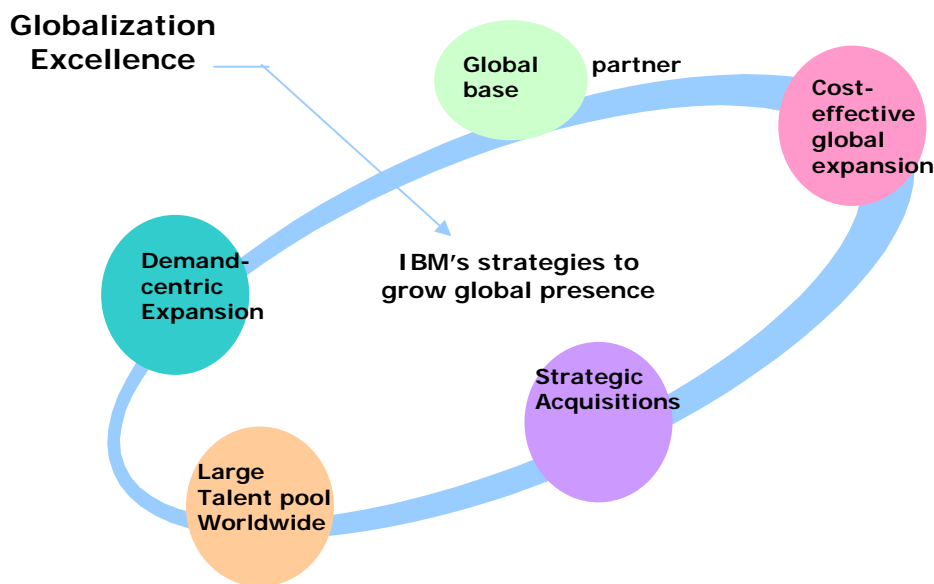 Globalization
Excellence
Global partner
base
Cost-
effective
global
expansion
Demand-
centric
Expansion
IBM's strategies to
grow global presence
Strategic
Acquisitions
Large
Talent pool
Worldwide